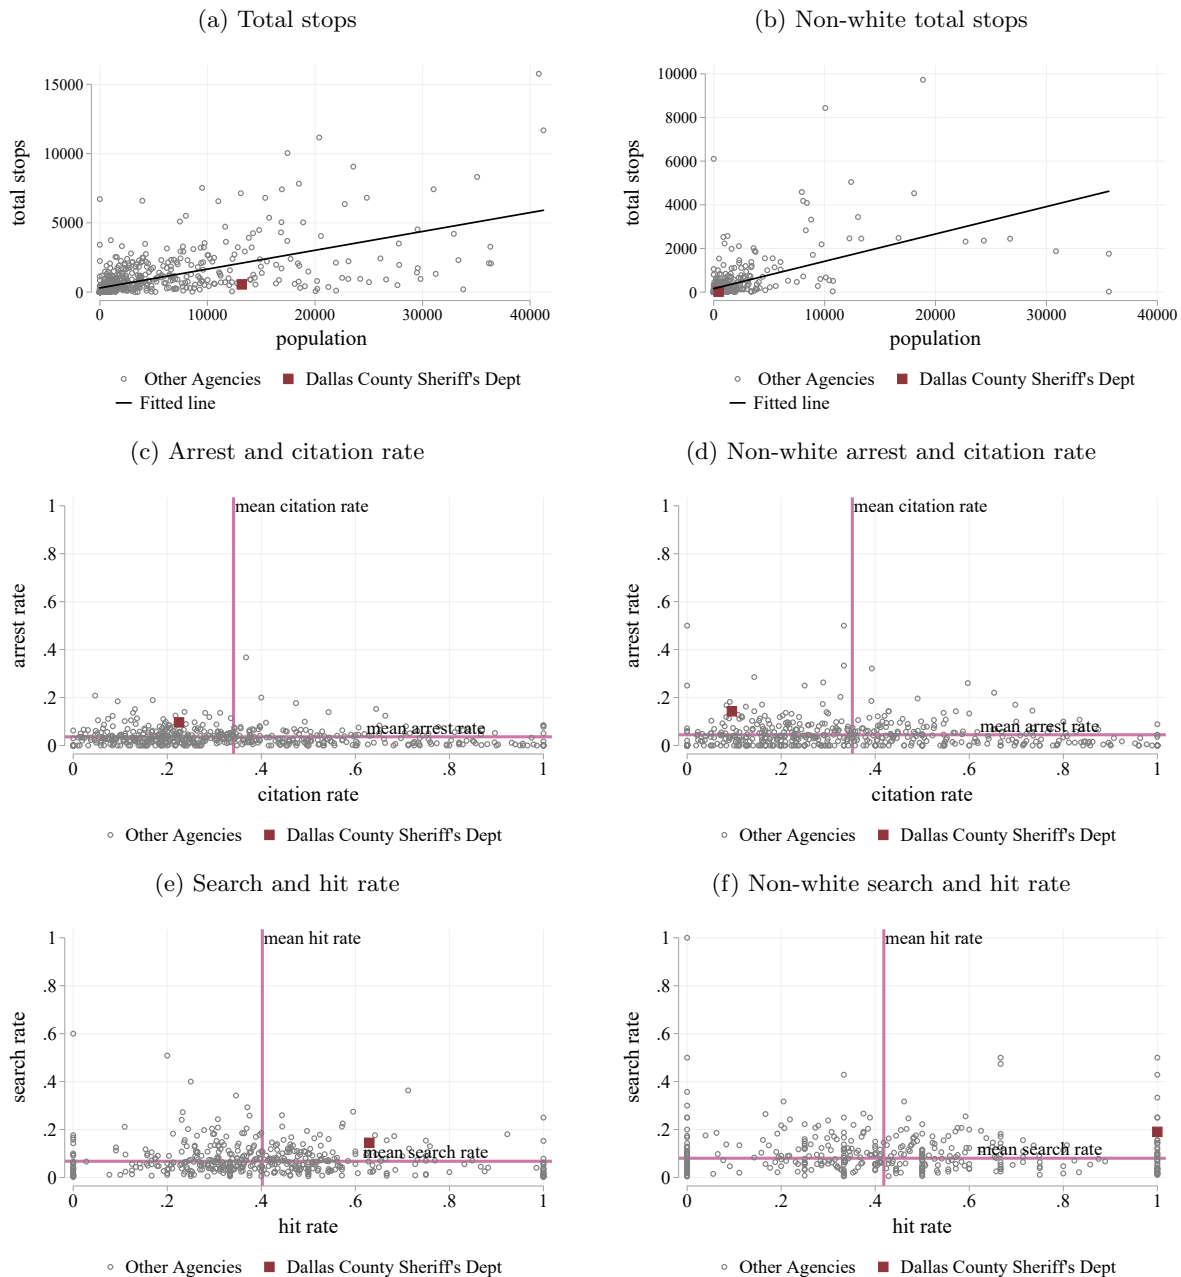 (a) Total stops
total stops
15000
10000
5000
0
0 10000 20000 30000 40000
population
Other Agencies Dallas County Sheriff's Dept
Fitted line
(b) Non-white total stops
total stops
10000
8000
6000
4000
2000
0
0 10000 20000 30000 40000
population
Other Agencies Dallas County Sheriff's Dept
Fitted line
(c) Arrest and citation rate
mean citation rate
arrest rate
1
.8
.6
.4
.2
0
mean arrest rate
0 .2 .4 .6 .8 1
citation rate
Other Agencies Dallas County Sheriff's Dept
(d) Non-white arrest and citation rate
mean citation rate
arrest rate
1
.8
.6
.4
.2
0
mean arrest rate
0 .2 .4 .6 .8 1
citation rate
Other Agencies Dallas County Sheriff's Dept
(e) Search and hit rate
mean hit rate
search rate
1
.8
.6
.4
.2
0
mean search rate
0 .2 .4 .6 .8 1
hit rate
Other Agencies Dallas County Sheriff's Dept
(f) Non-white search and hit rate
mean hit rate
search rate
1
.8
.6
.4
.2
0
mean search rate
0 .2 .4 .6 .8 1
hit rate
Other Agencies Dallas County Sheriff's Dept